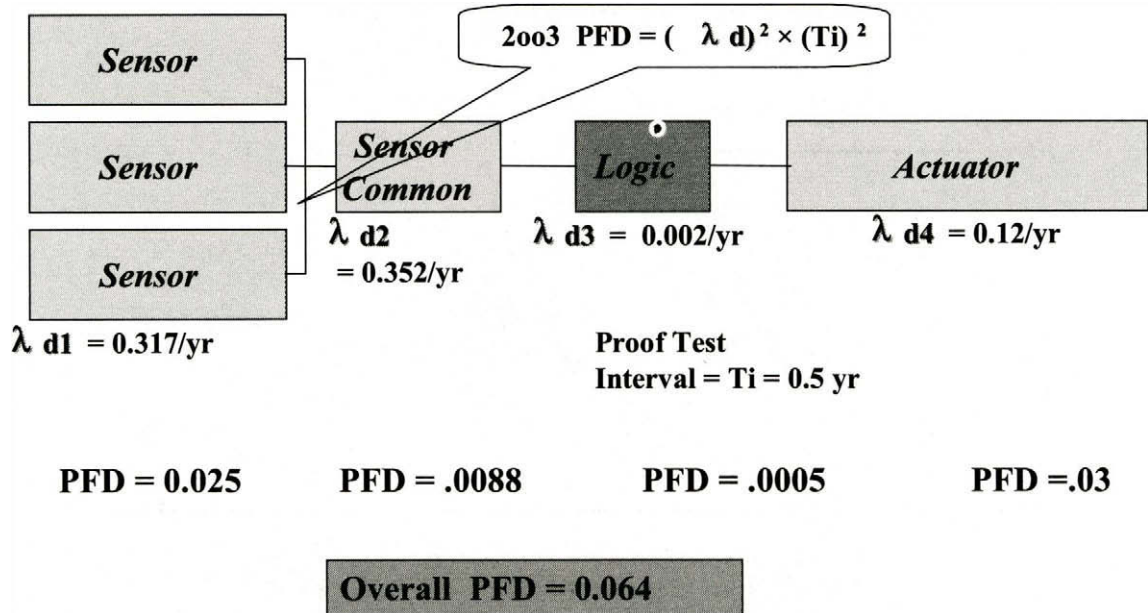 2oo3 PFD = ( λ d)² × (Ti)²
Sensor
Sensor
Sensor
Sensor
Common
Logic
Actuator
λ d1 = 0.317/yr
λ d2
= 0.352/yr
λ d3 = 0.002/yr
λ d4 = 0.12/yr
Proof Test
Interval = Ti = 0.5 yr
PFD = 0.025
PFD = .0088
PFD = .0005
PFD =.03
Overall PFD = 0.064